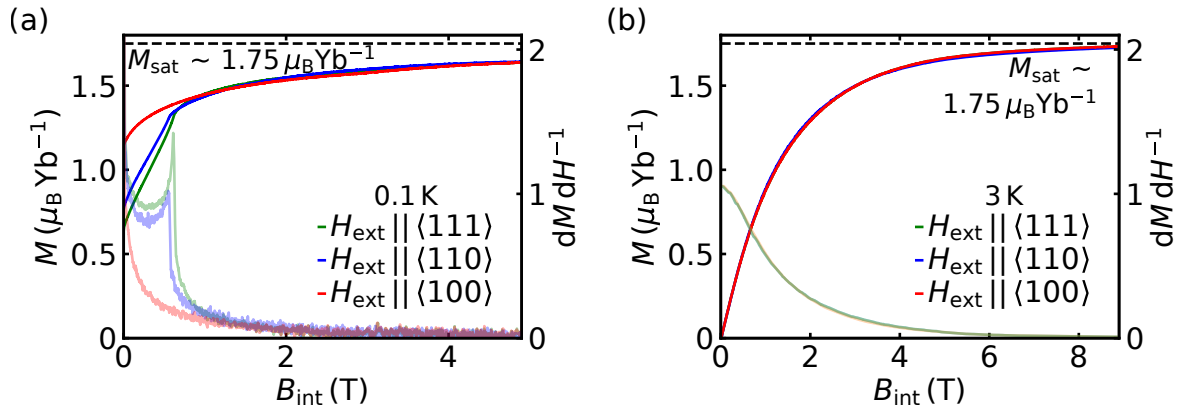 (a)
M_sat ~ 1.75 μ_B Yb⁻¹
M (μ_B Yb⁻¹)
1.5
1.0
0.5
0
2
1
0
dM dH⁻¹
0.1 K
H_ext || ⟨111⟩
H_ext || ⟨110⟩
H_ext || ⟨100⟩
0 2 4
B_int (T)
(b)
M_sat ~
1.75 μ_B Yb⁻¹
M (μ_B Yb⁻¹)
1.5
1.0
0.5
0
2
1
0
dM dH⁻¹
3 K
H_ext || ⟨111⟩
H_ext || ⟨110⟩
H_ext || ⟨100⟩
0 2 4 6 8
B_int (T)